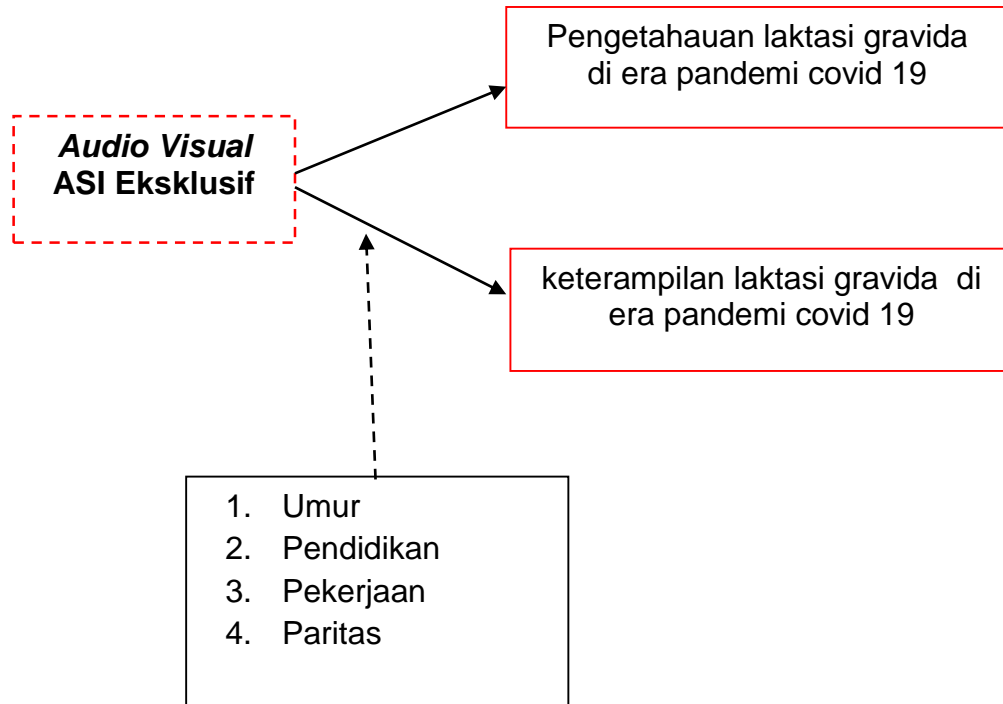 Pengetahauan laktasi gravida
di era pandemi covid 19
Audio Visual
ASI Eksklusif
keterampilan laktasi gravida di
era pandemi covid 19
1. Umur
2. Pendidikan
3. Pekerjaan
4. Paritas